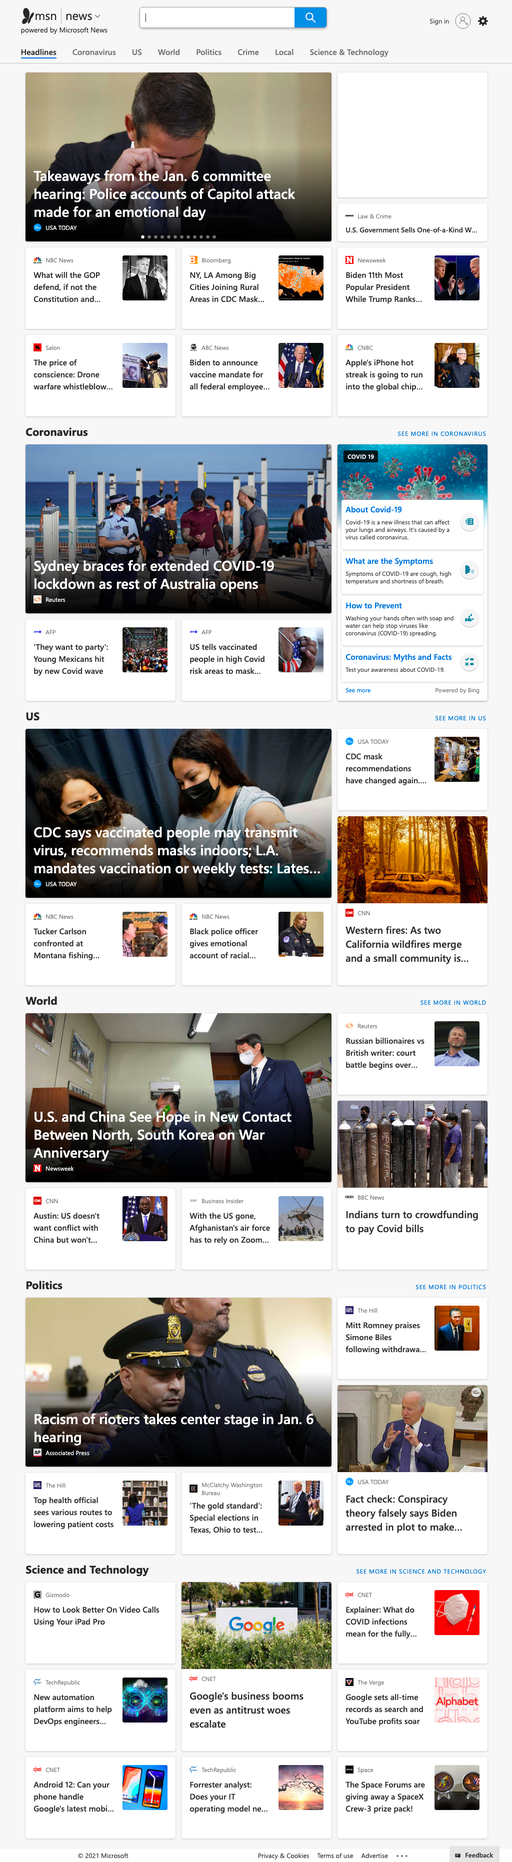 msn news
powered by Microsoft News
Sign in
Headlines Coronavirus US World Politics Crime Local Science & Technology
Takeaways from the Jan. 6 committee
hearing: Police accounts of Capitol attack
made for an emotional day
USA TODAY
Law & Crime
U.S. Government Sells One-of-a-Kind W...
NBC News
What will the GOP
defend, if not the
Constitution and...
Bloomberg
NY, LA Among Big
Cities Joining Rural
Areas in CDC Mask...
Newsweek
Biden 11th Most
Popular President
While Trump Ranks...
Salon
The price of
conscience: Drone
warfare whistleblow...
ABC News
Biden to announce
vaccine mandate for
all federal employee...
CNBC
Apple's iPhone hot
streak is going to run
into the global chip...
Coronavirus
SEE MORE IN CORONAVIRUS
Sydney braces for extended COVID-19
lockdown as rest of Australia opens
Reuters
COVID 19
About Covid-19
Covid-19 is a new illness that can affect
your lungs and airways. It's caused by a
virus called coronavirus.
What are the Symptoms
Symptoms of COVID-19 are cough, high
temperature and shortness of breath.
How to Prevent
Washing your hands often with soap and
water can help stop viruses like
coronavirus (COVID-19) spreading.
Coronavirus: Myths and Facts
Test your awareness about COVID-19.
See more
Powered by Bing
AFP
'They want to party':
Young Mexicans hit
by new Covid wave
AFP
US tells vaccinated
people in high Covid
risk areas to mask...
US
SEE MORE IN US
CDC says vaccinated people may transmit
virus, recommends masks indoors; L.A.
mandates vaccination or weekly tests: Lates...
USA TODAY
USA TODAY
CDC mask
recommendations
have changed again....
CNN
Western fires: As two
California wildfires merge
and a small community is...
NBC News
Tucker Carlson
confronted at
Montana fishing...
NBC News
Black police officer
gives emotional
account of racial...
World
SEE MORE IN WORLD
U.S. and China See Hope in New Contact
Between North, South Korea on War
Anniversary
Newsweek
Reuters
Russian billionaires vs
British writer: court
battle begins over...
BBC News
Indians turn to crowdfunding
to pay Covid bills
CNN
Austin: US doesn't
want conflict with
China but won't...
Business Insider
With the US gone,
Afghanistan's air force
has to rely on Zoom...
Politics
SEE MORE IN POLITICS
Racism of rioters takes center stage in Jan. 6
hearing
Associated Press
The Hill
Mitt Romney praises
Simone Biles
following withdrawa...
USA TODAY
Fact check: Conspiracy
theory falsely says Biden
arrested in plot to make...
The Hill
Top health official
sees various routes to
lowering patient costs
McClatchy Washington
Bureau
'The gold standard':
Special elections in
Texas, Ohio to test...
Science and Technology
SEE MORE IN SCIENCE AND TECHNOLOGY
Gizmodo
How to Look Better On Video Calls
Using Your iPad Pro
Google
CNET
Google's business booms
even as antitrust woes
escalate
CNET
Explainer: What do
COVID infections
mean for the fully...
TechRepublic
New automation
platform aims to help
DevOps engineers...
The Verge
Google sets all-time
records as search and
YouTube profits soar
Alphabet
CNET
Android 12: Can your
phone handle
Google's latest mobi...
TechRepublic
Forrester analyst:
Does your IT
operating model ne...
Space
The Space Forums are
giving away a SpaceX
Crew-3 prize pack!
© 2021 Microsoft
Privacy & Cookies Terms of use Advertise ...
Feedback